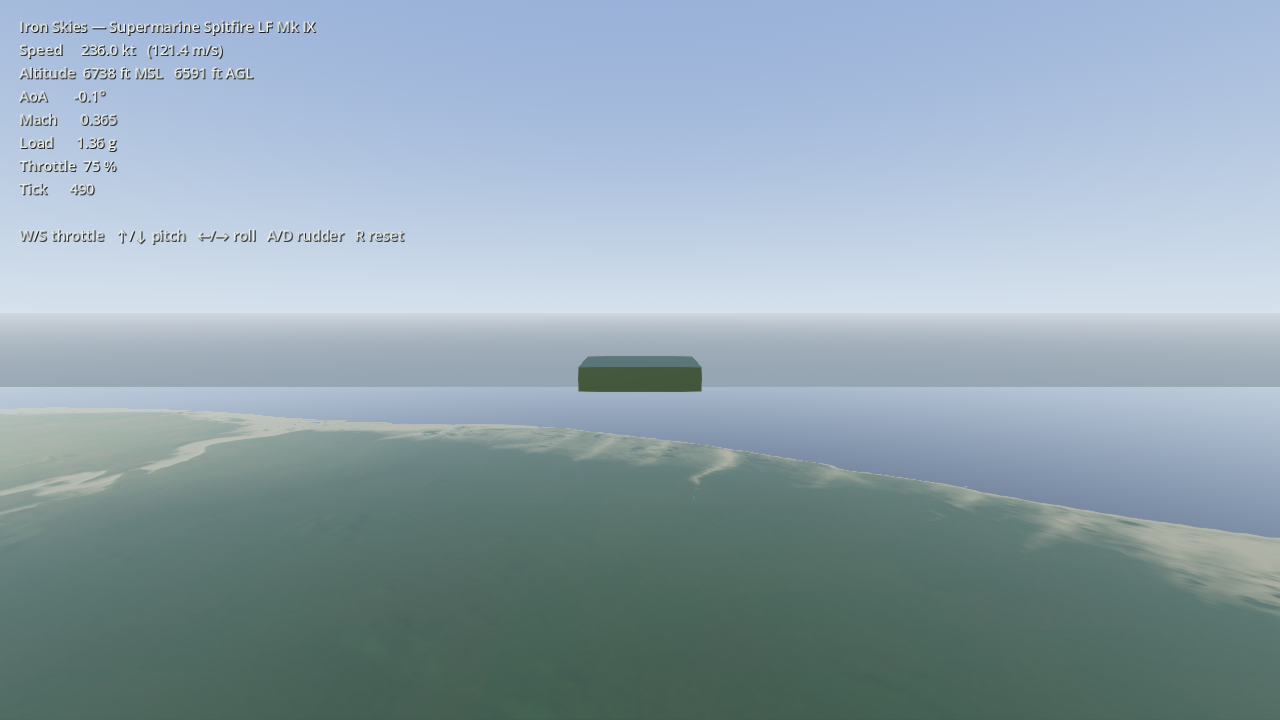 Iron Skies — Supermarine Spitfire LF Mk IX
Speed 236.0 kt (121.4 m/s)
Altitude 6738 ft MSL 6591 ft AGL
AoA -0.1°
Mach 0.365
Load 1.36 g
Throttle 75 %
Tick 490
W/S throttle ↑/↓ pitch ←/→ roll A/D rudder R reset